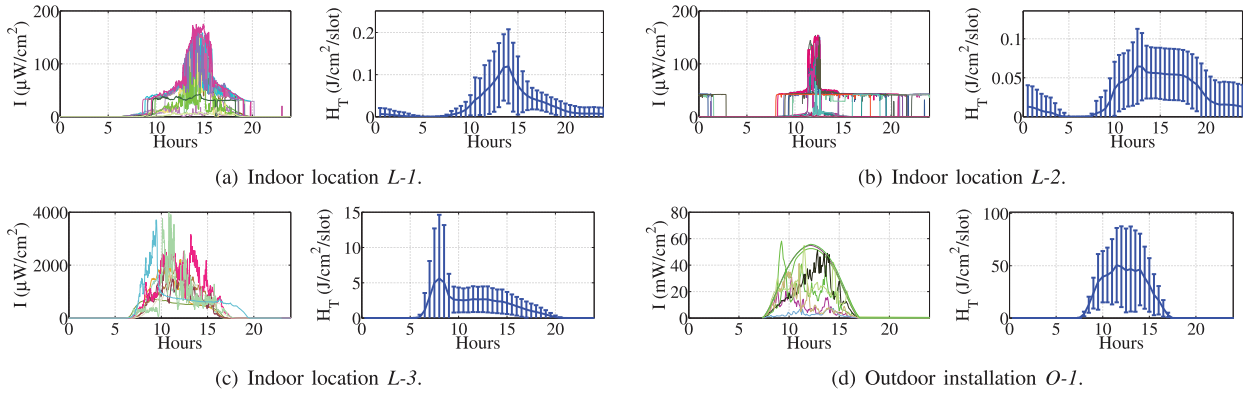 I (μW/cm²)
200
100
0
0 5 10 15 20
Hours
H_T (J/cm²/slot)
0.2
0.1
0
0 5 10 15 20
Hours
I (μW/cm²)
200
100
0
0 5 10 15 20
Hours
H_T (J/cm²/slot)
0.1
0.05
0
0 5 10 15 20
Hours
(a) Indoor location L-1.
(b) Indoor location L-2.
I (μW/cm²)
4000
2000
0
0 5 10 15 20
Hours
H_T (J/cm²/slot)
15
10
5
0
0 5 10 15 20
Hours
I (mW/cm²)
80
60
40
20
0
0 5 10 15 20
Hours
H_T (J/cm²/slot)
100
50
0
0 5 10 15 20
Hours
(c) Indoor location L-3.
(d) Outdoor installation O-1.